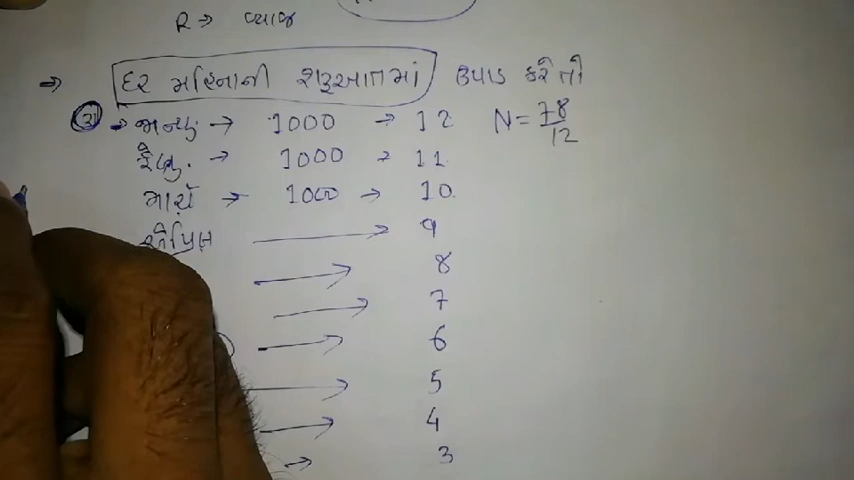 R → વ્યાજ
→ દર મહિનાની શરૂઆતમાં ઉપાડ કરે તો
→ જાન્યુ → 1000 → 12 N = 78/12
ફેબ્રુ. → 1000 → 11
માર્ચ → 1000 → 10
એપ્રિલ → 9
→ 8
→ 7
→ 6
→ 5
→ 4
→ 3